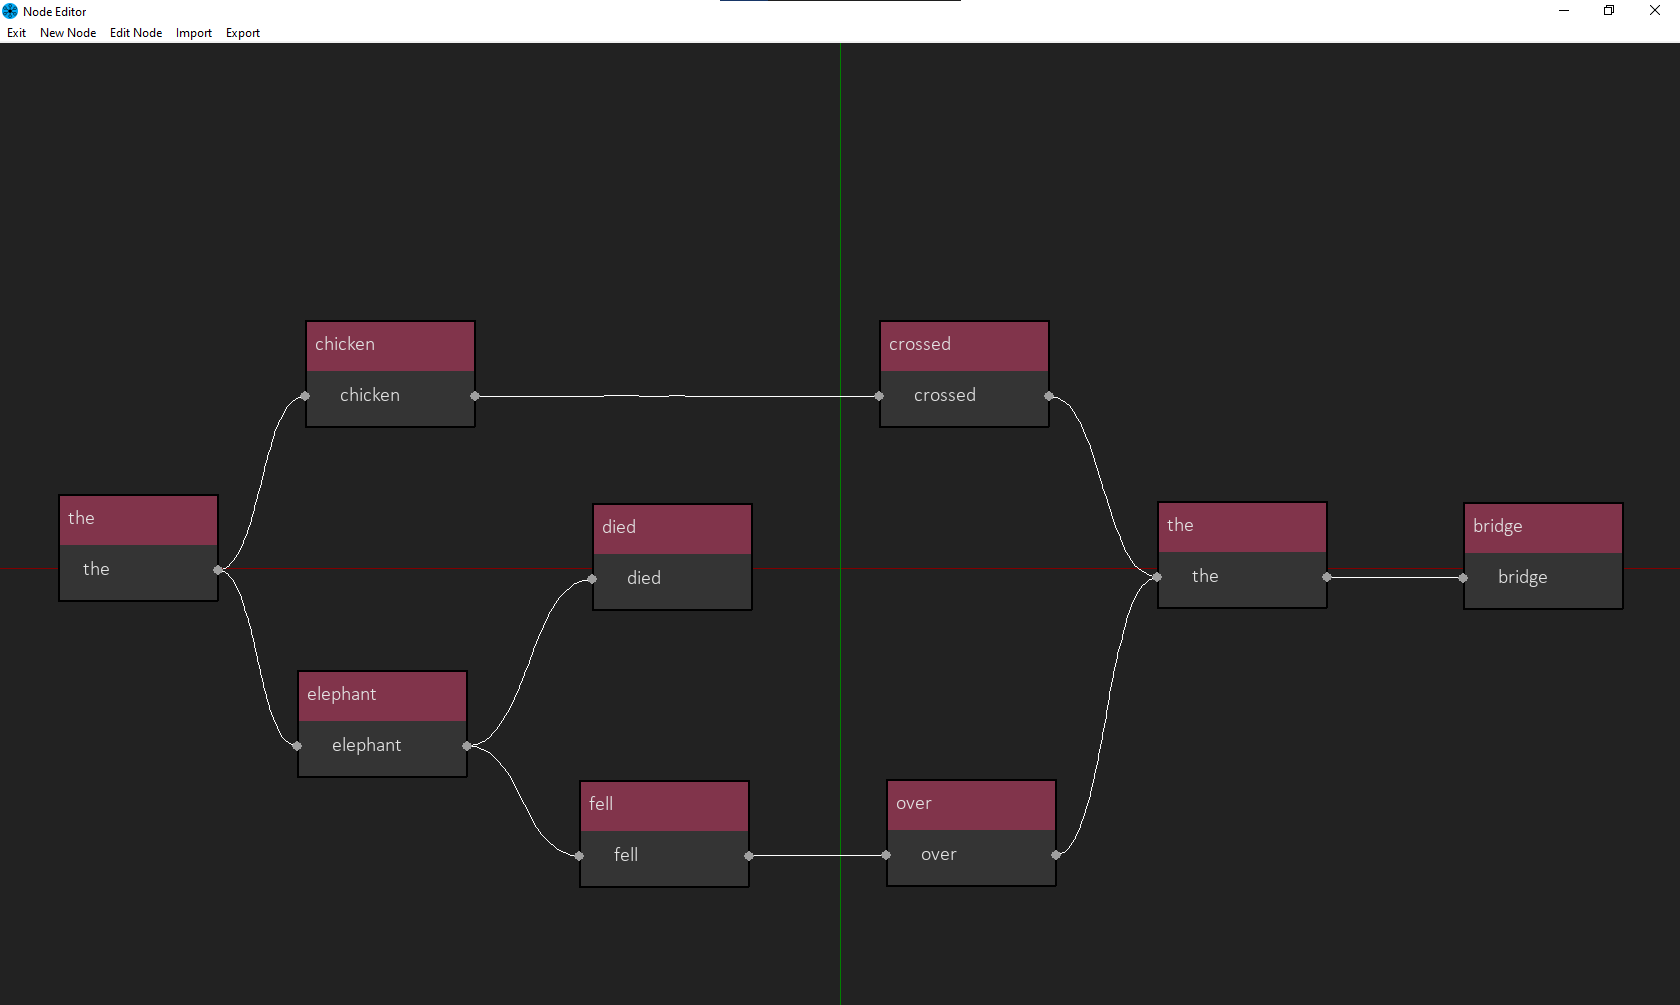 Node Editor
Exit New Node Edit Node Import Export
chicken
chicken
crossed
crossed
the
the
died
died
the
the
bridge
bridge
elephant
elephant
fell
fell
over
over